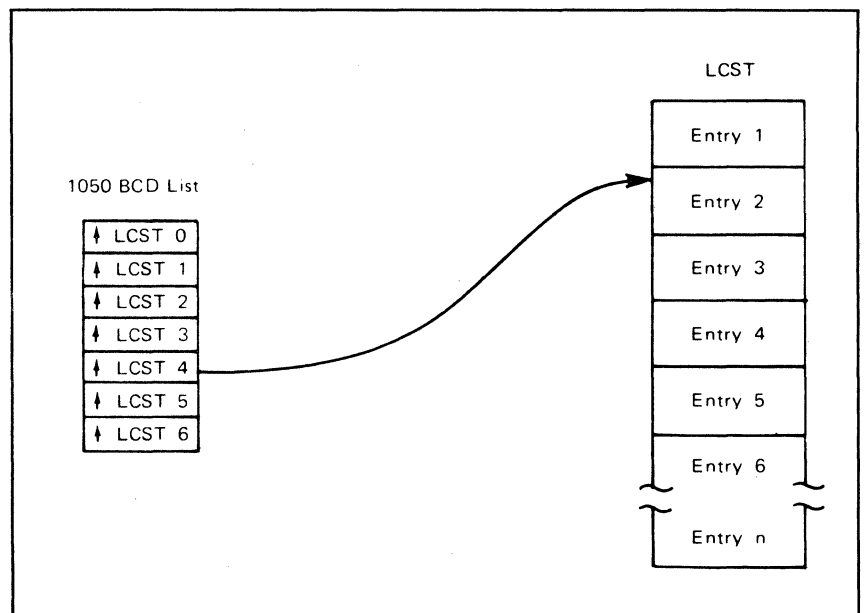 LCST
Entry 1
Entry 2
Entry 3
Entry 4
Entry 5
Entry 6
Entry n
1050 BCD List
↑ LCST 0
↑ LCST 1
↑ LCST 2
↑ LCST 3
↑ LCST 4
↑ LCST 5
↑ LCST 6